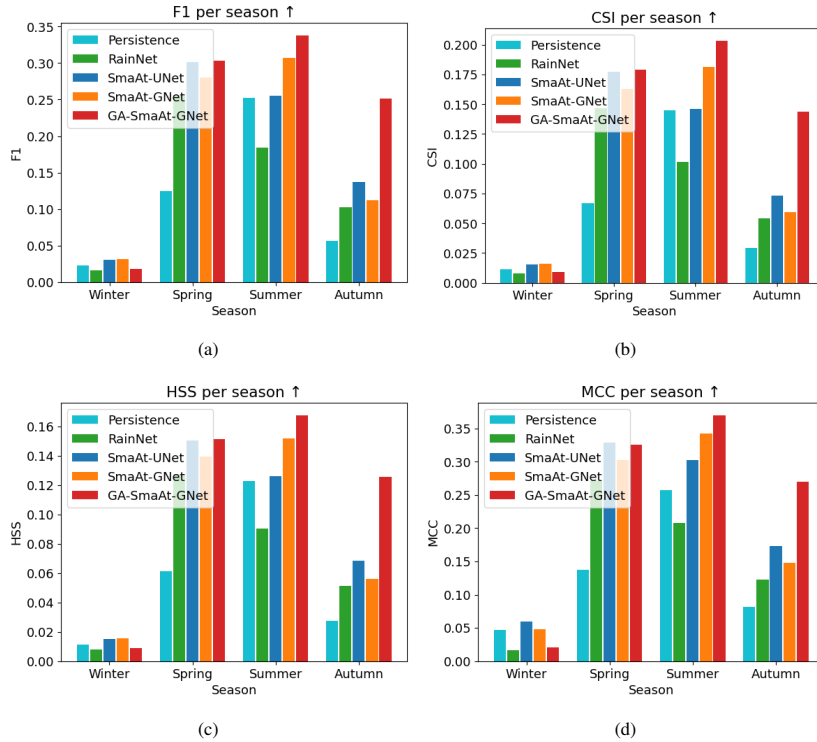 F1 per season ↑
0.35
0.30
0.25
0.20
0.15
0.10
0.05
0.00
F1
Persistence
RainNet
SmaAt-UNet
SmaAt-GNet
GA-SmaAt-GNet
Winter Spring Summer Autumn
Season
(a)
CSI per season ↑
0.200
0.175
0.150
0.125
0.100
0.075
0.050
0.025
0.000
CSI
Persistence
RainNet
SmaAt-UNet
SmaAt-GNet
GA-SmaAt-GNet
Winter Spring Summer Autumn
Season
(b)
HSS per season ↑
0.16
0.14
0.12
0.10
0.08
0.06
0.04
0.02
0.00
HSS
Persistence
RainNet
SmaAt-UNet
SmaAt-GNet
GA-SmaAt-GNet
Winter Spring Summer Autumn
Season
(c)
MCC per season ↑
0.35
0.30
0.25
0.20
0.15
0.10
0.05
0.00
MCC
Persistence
RainNet
SmaAt-UNet
SmaAt-GNet
GA-SmaAt-GNet
Winter Spring Summer Autumn
Season
(d)